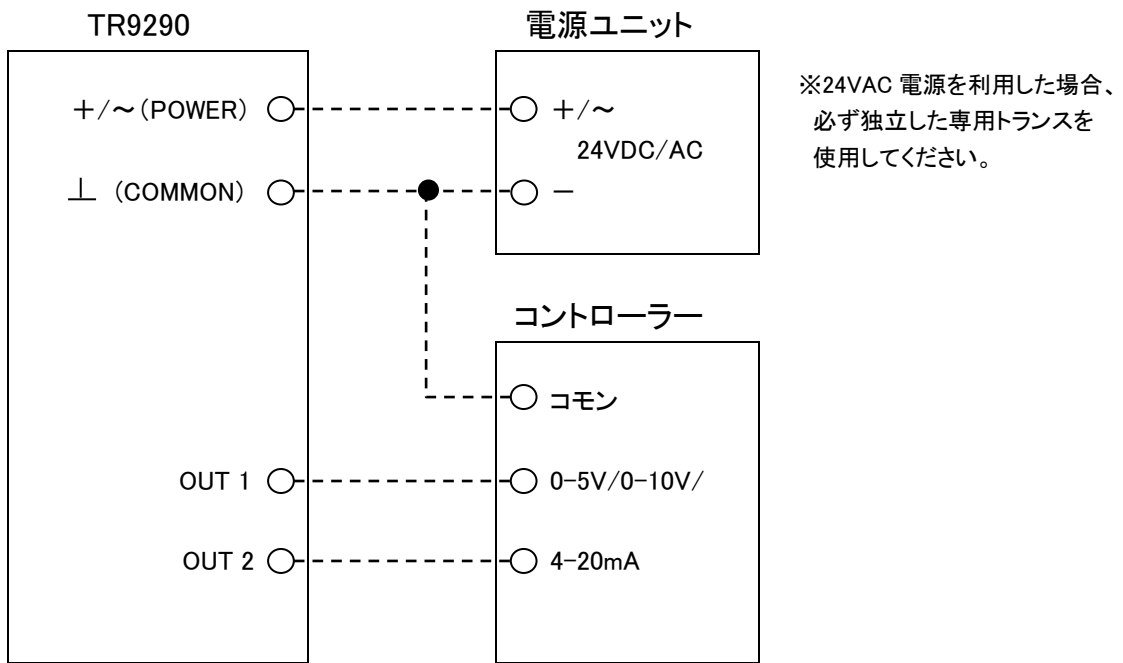 TR9290
電源ユニット
+/~(POWER)
⊥ (COMMON)
+/~
24VDC/AC
-
※24VAC 電源を利用した場合、
必ず独立した専用トランスを
使用してください。
コントローラー
コモン
OUT 1
0-5V/0-10V/
OUT 2
4-20mA